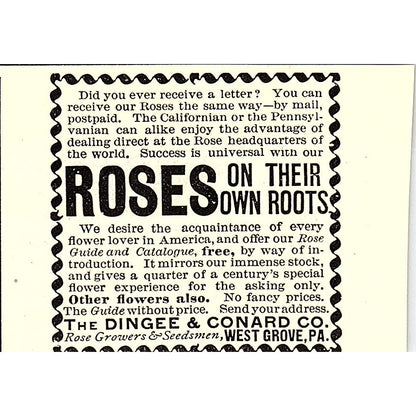 Did you ever receive a letter? You can
receive our Roses the same way—by mail,
postpaid. The Californian or the Pennsyl-
vanian can alike enjoy the advantage of
dealing direct at the Rose headquarters of
the world. Success is universal with our
ROSES ON THEIR
OWN ROOTS
We desire the acquaintance of every
flower lover in America, and offer our Rose
Guide and Catalogue, free, by way of in-
troduction. It mirrors our immense stock,
and gives a quarter of a century's special
flower experience for the asking only.
Other flowers also. No fancy prices.
The Guide without price. Send your address.
THE DINGEE & CONARD CO.
Rose Growers & Seedsmen, WEST GROVE, PA.